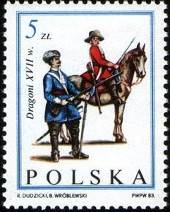 5 ZŁ.
Dragoni XVII w.
POLSKA
R. DUDZICKI, B. WRÓBLEWSKI
PWPW 83.